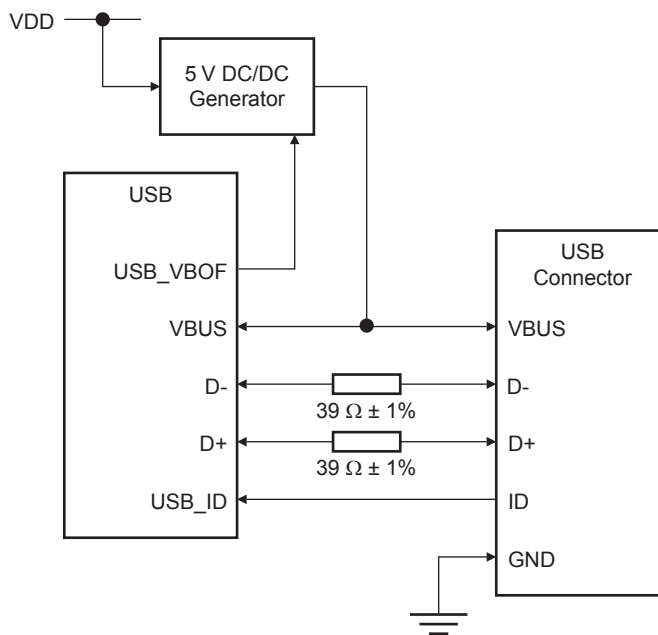 VDD
5 V DC/DC
Generator
USB
USB_VBOF
VBUS
D-
D+
USB_ID
39 Ω ± 1%
39 Ω ± 1%
USB
Connector
VBUS
D-
D+
ID
GND